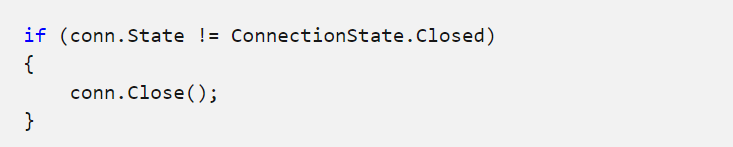 if (conn.State != ConnectionState.Closed)
{
    conn.Close();
}